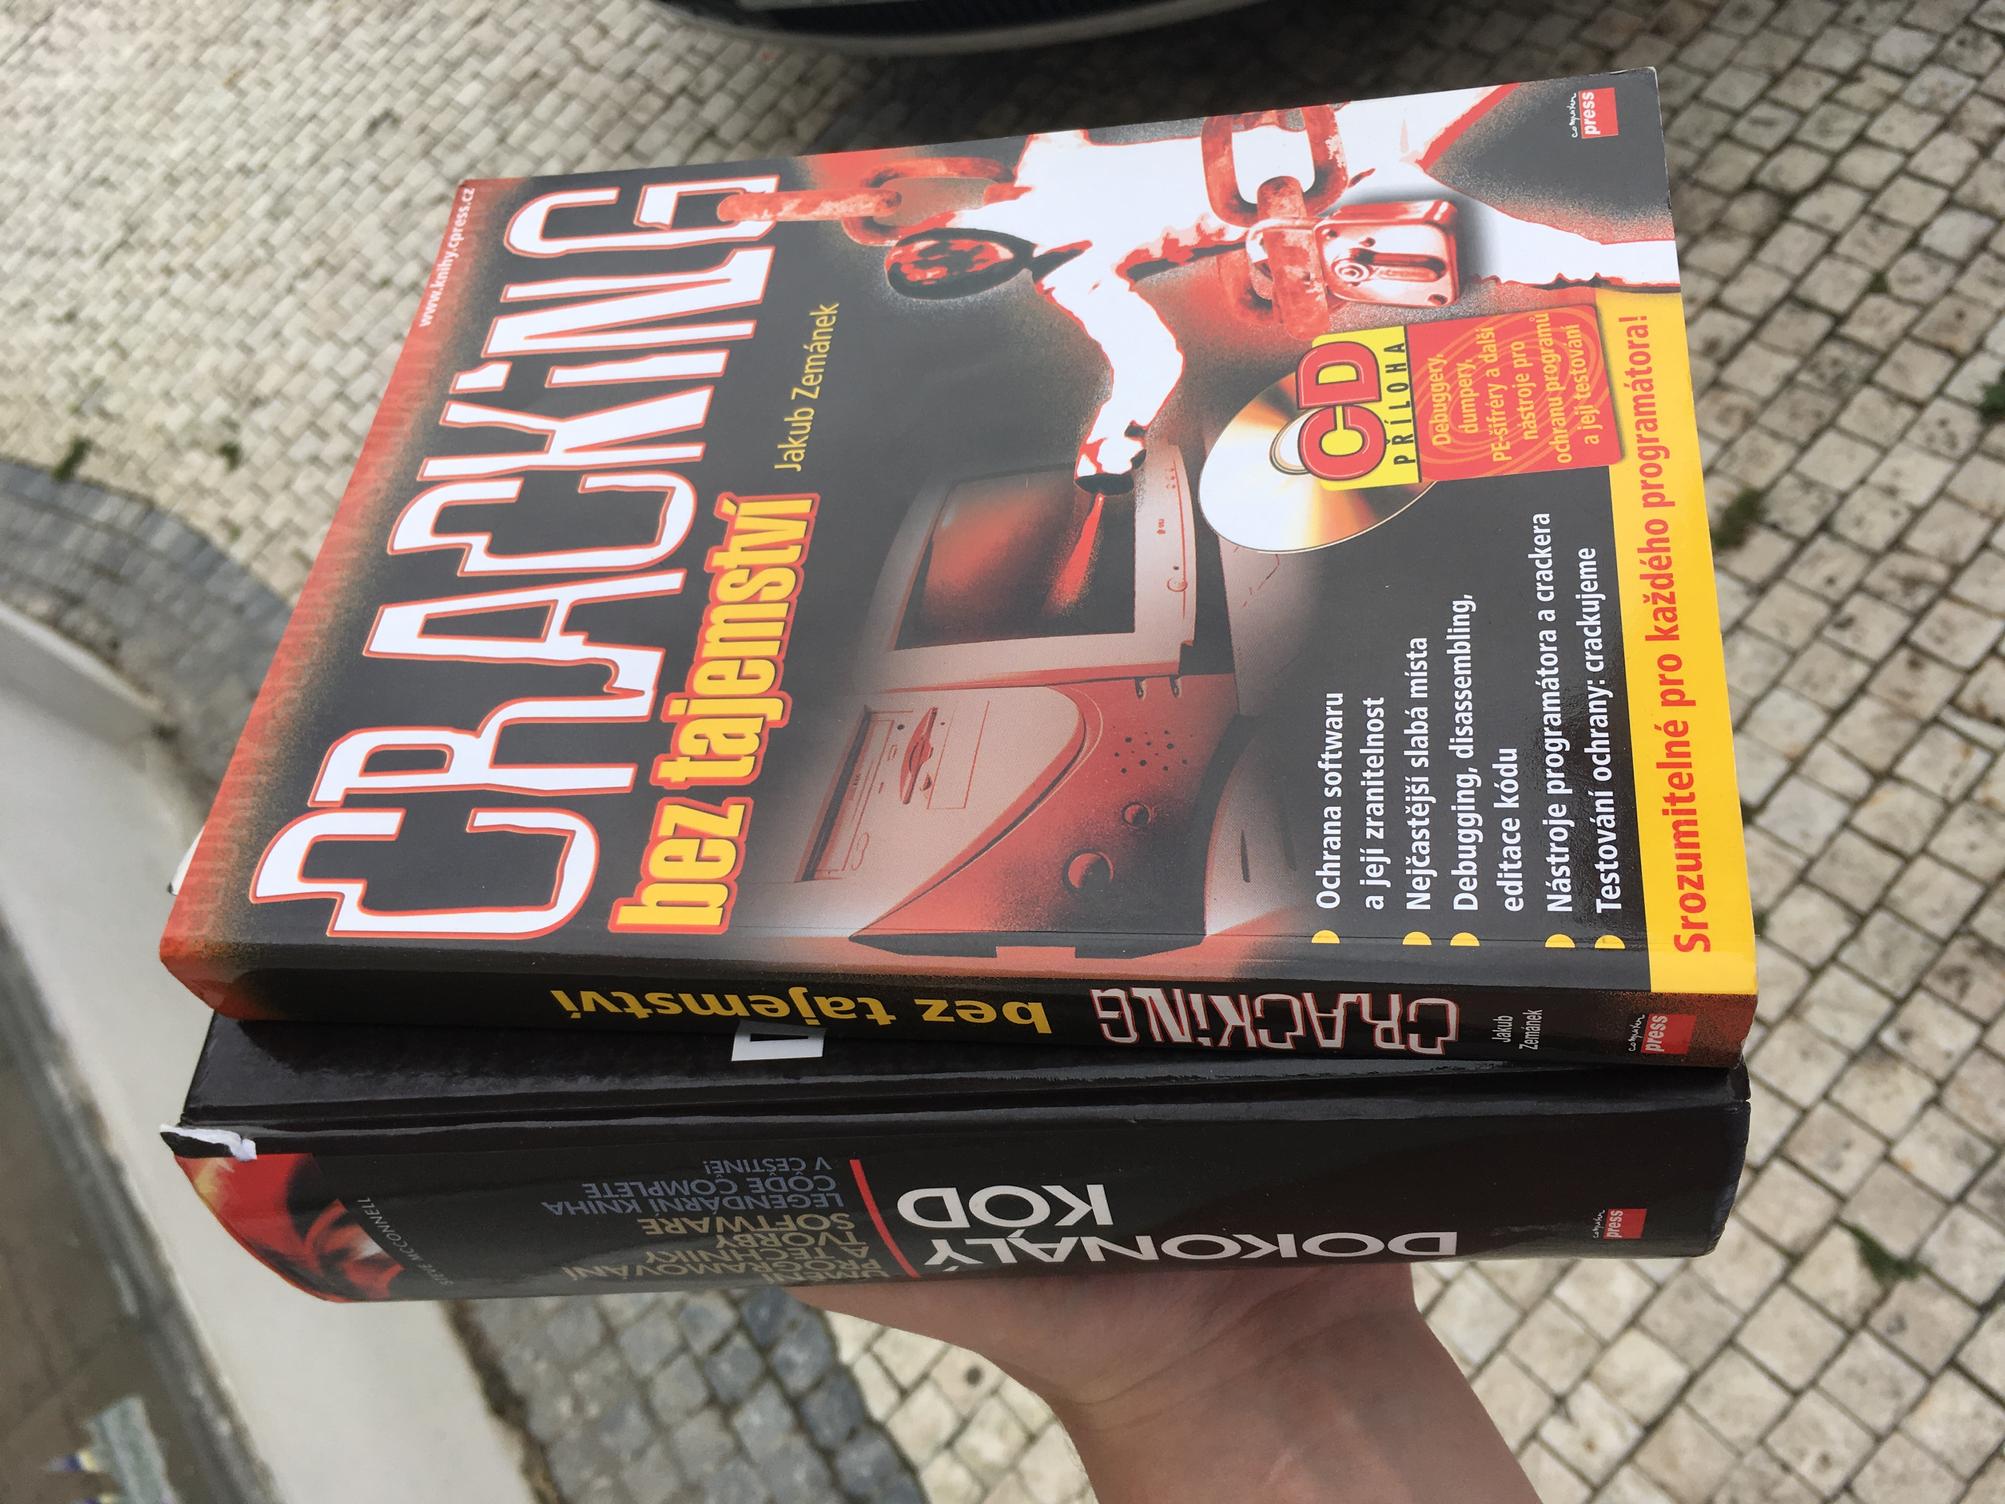 www.knihy.cpress.cz
CRACKiNG
bez tajemství
Jakub Zemánek
CD
PŘÍLOHA
Debuggery,
dumpery,
PE-šifréry a další
nástroje pro
ochranu programů
a její testování
Ochrana softwaru
a její zranitelnost
Nejčastější slabá místa
Debugging, disassembling,
editace kódu
Nástroje programátora a crackera
Testování ochrany: crackujeme
Srozumitelné pro každého programátora!
computer
press
CRACKiNG
bez tajemství
Jakub
Zemánek
computer
press
DOKONALÝ
KÓD
UMĚNÍ
PROGRAMOVÁNÍ
A TECHNIKY
TVORBY
SOFTWARE
LEGENDÁRNÍ KNIHA
CODE COMPLETE
V ČEŠTINĚ!
STEVE MCCONNELL
computer
press